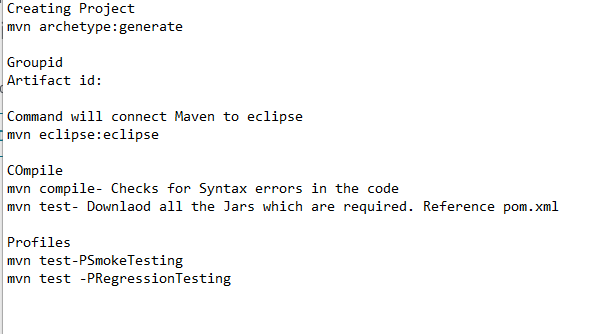 Creating Project
mvn archetype:generate
Groupid
Artifact id:
Command will connect Maven to eclipse
mvn eclipse:eclipse
COmpile
mvn compile- Checks for Syntax errors in the code
mvn test- Downlaod all the Jars which are required. Reference pom.xml
Profiles
mvn test-PSmokeTesting
mvn test -PRegressionTesting